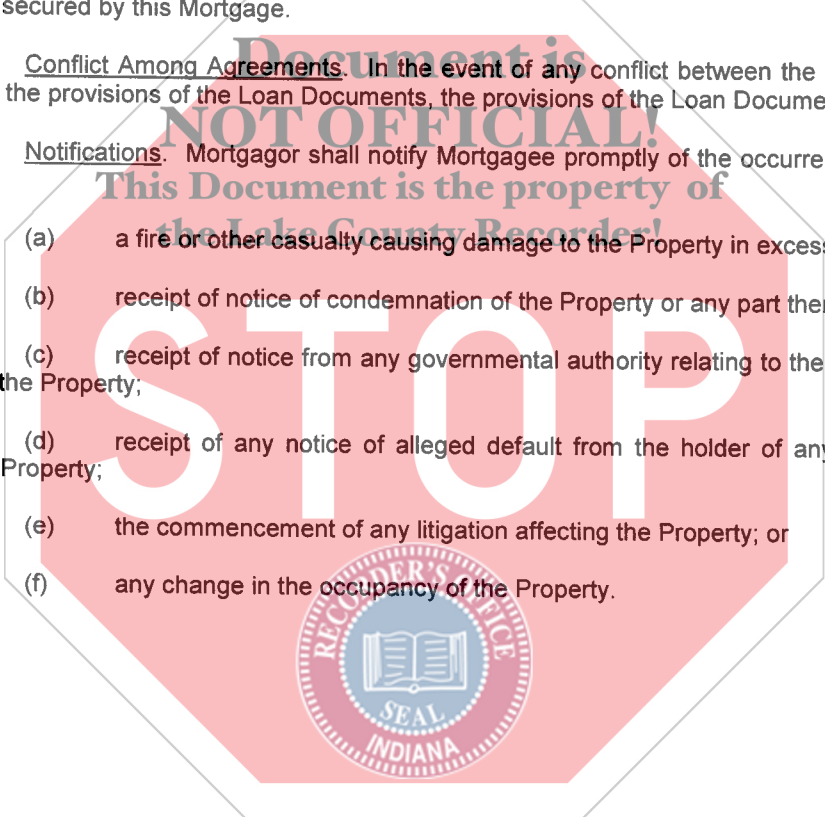 secured by this Mortgage.
Document is
Conflict Among Agreements. In the event of any conflict between the
the provisions of the Loan Documents, the provisions of the Loan Docume
NOT OFFICIAL!
Notifications. Mortgagor shall notify Mortgagee promptly of the occurre
This Document is the property of
the Lake County Recorder!
(a) a fire or other casualty causing damage to the Property in excess
(b) receipt of notice of condemnation of the Property or any part ther
(c) receipt of notice from any governmental authority relating to the
the Property;
STOP
(d) receipt of any notice of alleged default from the holder of any
Property;
(e) the commencement of any litigation affecting the Property; or
(f) any change in the occupancy of the Property.
RECORDER'S OFFICE
SEAL
INDIANA